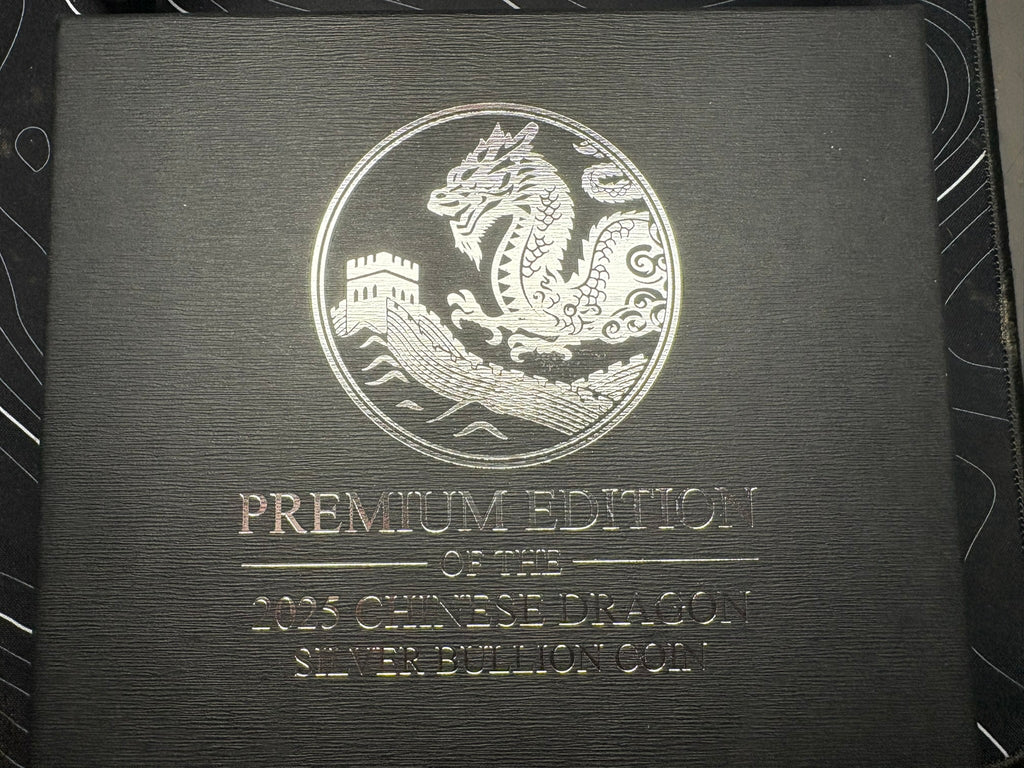 PREMIUM EDITION
OF THE
2025 CHINESE DRAGON
SILVER BULLION COIN